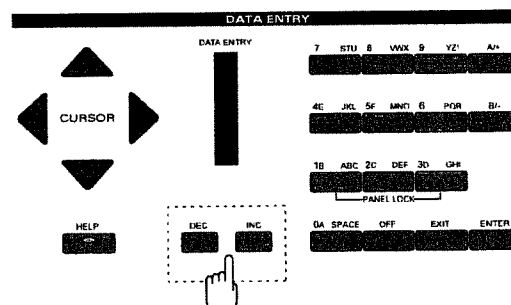 DATA ENTRY
DATA ENTRY
7 STU 8 VWX 9 YZ! A/+
CURSOR
4E JKL 5F MNO 6 PQR B/-
1B ABC 2C DEF 3D GHI
PANEL LOCK
HELP DEC INC 0A SPACE OFF EXIT ENTER